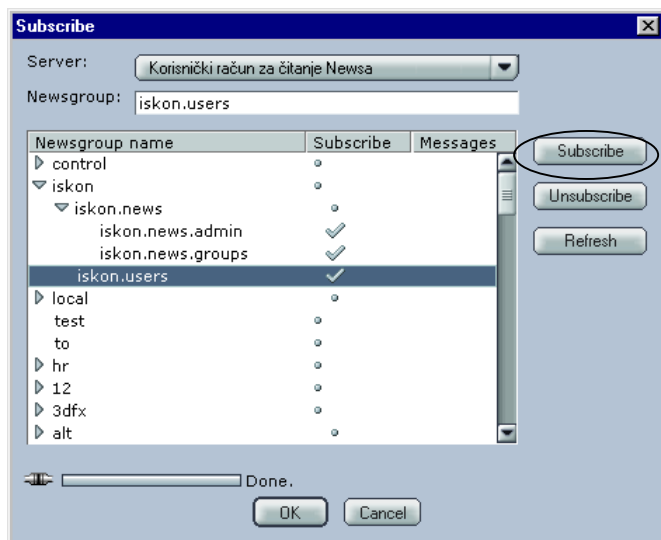 Subscribe
Server: Korisnički račun za čitanje Newsa
Newsgroup: iskon.users
Newsgroup name Subscribe Messages
control
iskon
iskon.news
iskon.news.admin
iskon.news.groups
iskon.users
local
test
to
hr
12
3dfx
alt
Subscribe
Unsubscribe
Refresh
Done.
OK Cancel